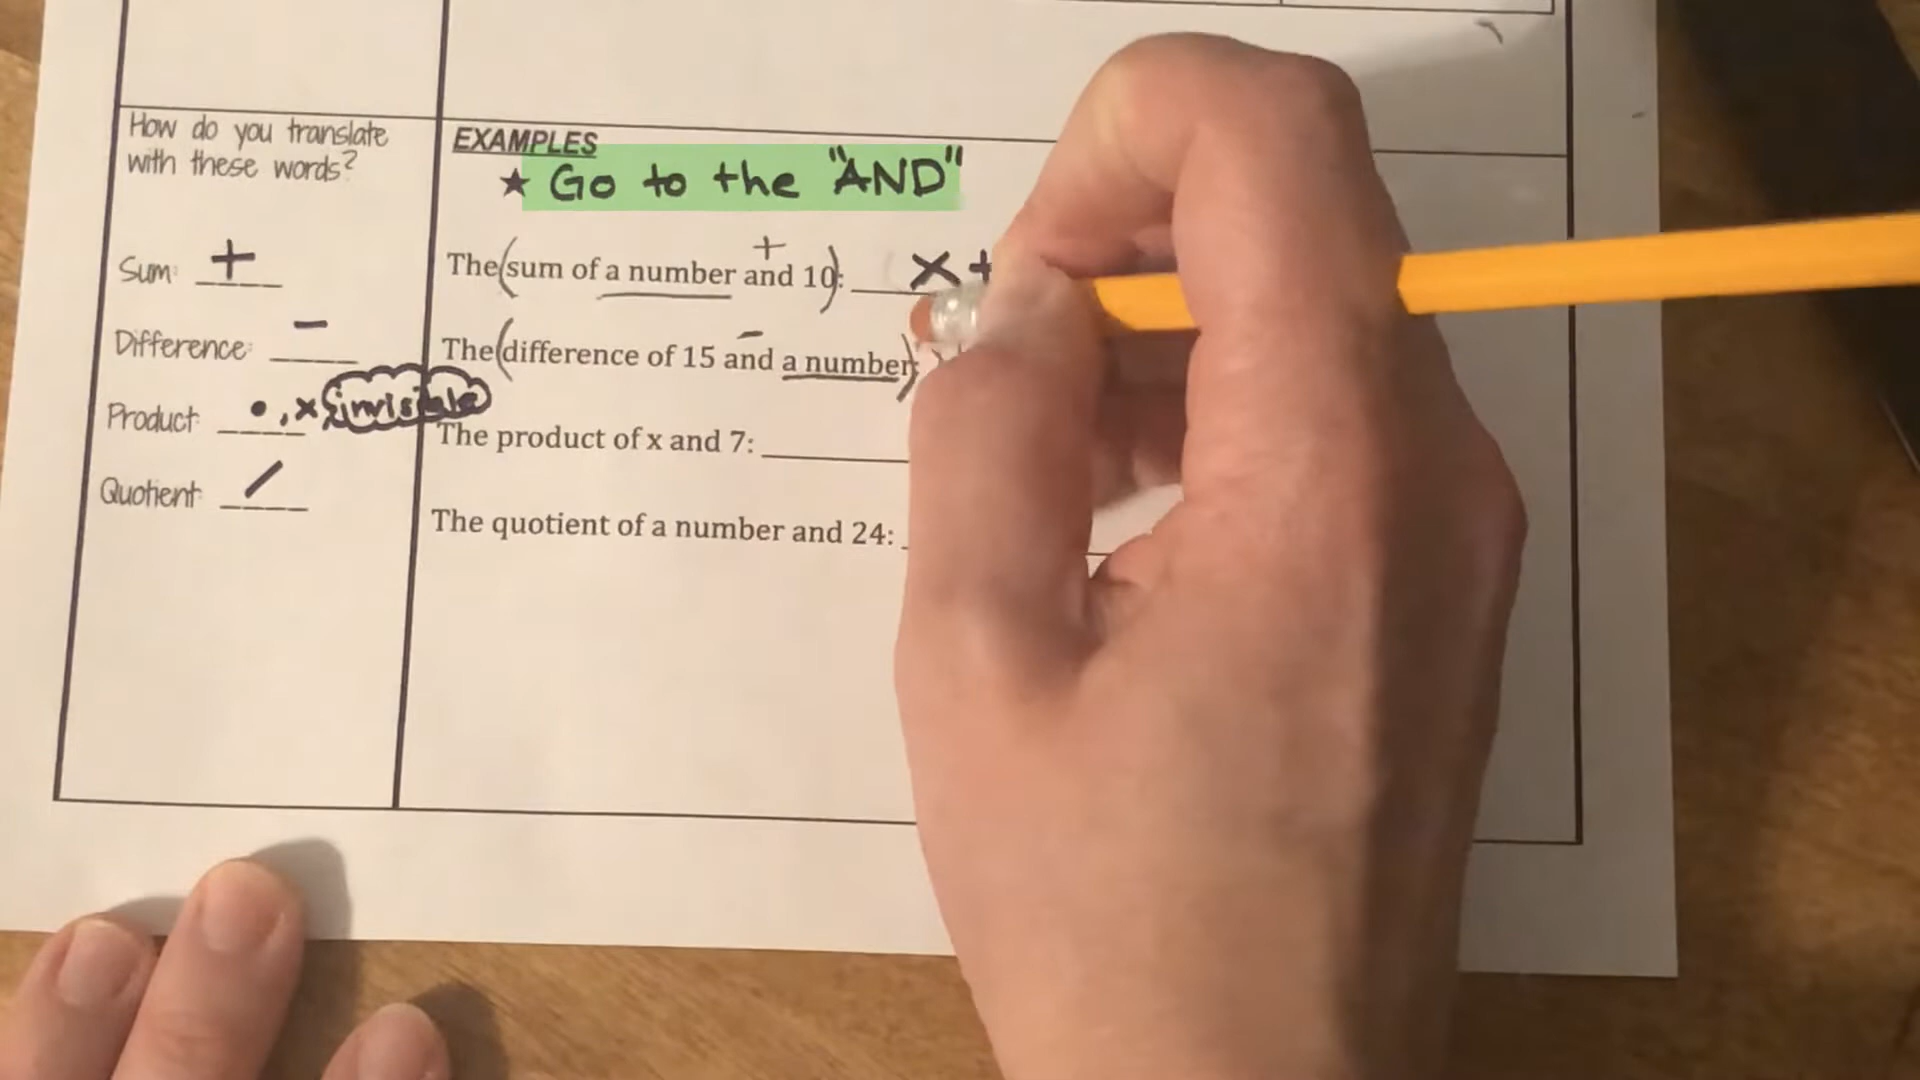 How do you translate
with these words?
Sum: +
Difference: -
Product: •, x invisible
Quotient: /
EXAMPLES
★ Go to the "AND"
+
The (sum of a number and 10): x +
-
The (difference of 15 and a number)
The product of x and 7:
The quotient of a number and 24: